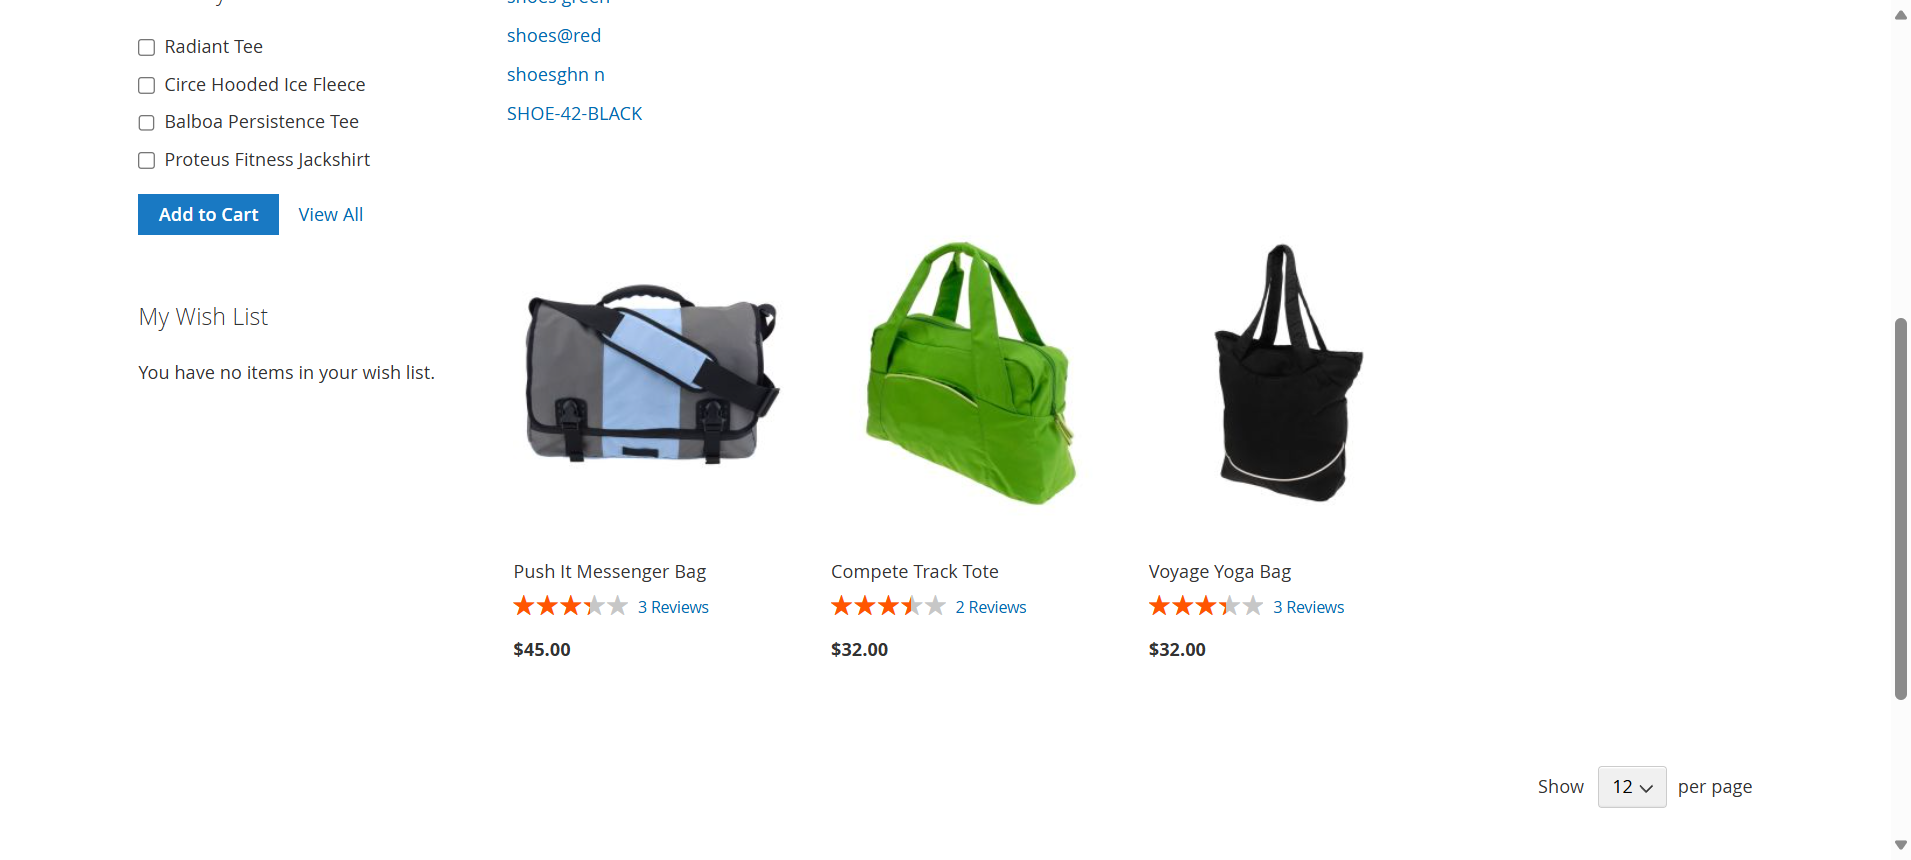 shoes green
Radiant Tee
Circe Hooded Ice Fleece
Balboa Persistence Tee
Proteus Fitness Jackshirt
Add to Cart View All
My Wish List
You have no items in your wish list.
shoes@red
shoesghn n
SHOE-42-BLACK
Push It Messenger Bag
3 Reviews
$45.00
Compete Track Tote
2 Reviews
$32.00
Voyage Yoga Bag
3 Reviews
$32.00
Show 12 per page